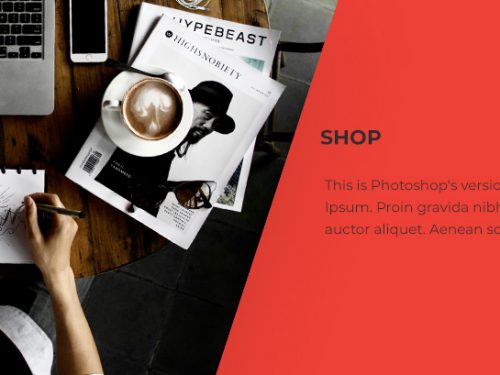 HYPEBEAST
HIGHSNOBIETY
SHOP
This is Photoshop's versio
Ipsum. Proin gravida nibh
auctor aliquet. Aenean so